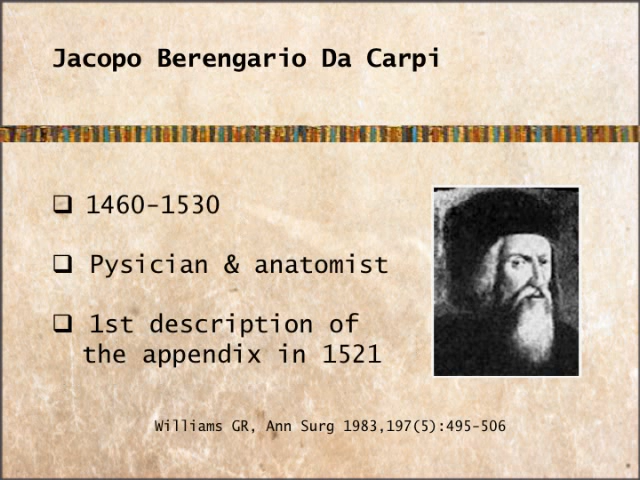 Jacopo Berengario Da Carpi
❑ 1460-1530
❑ Pysician & anatomist
❑ 1st description of
the appendix in 1521
Williams GR, Ann Surg 1983,197(5):495-506